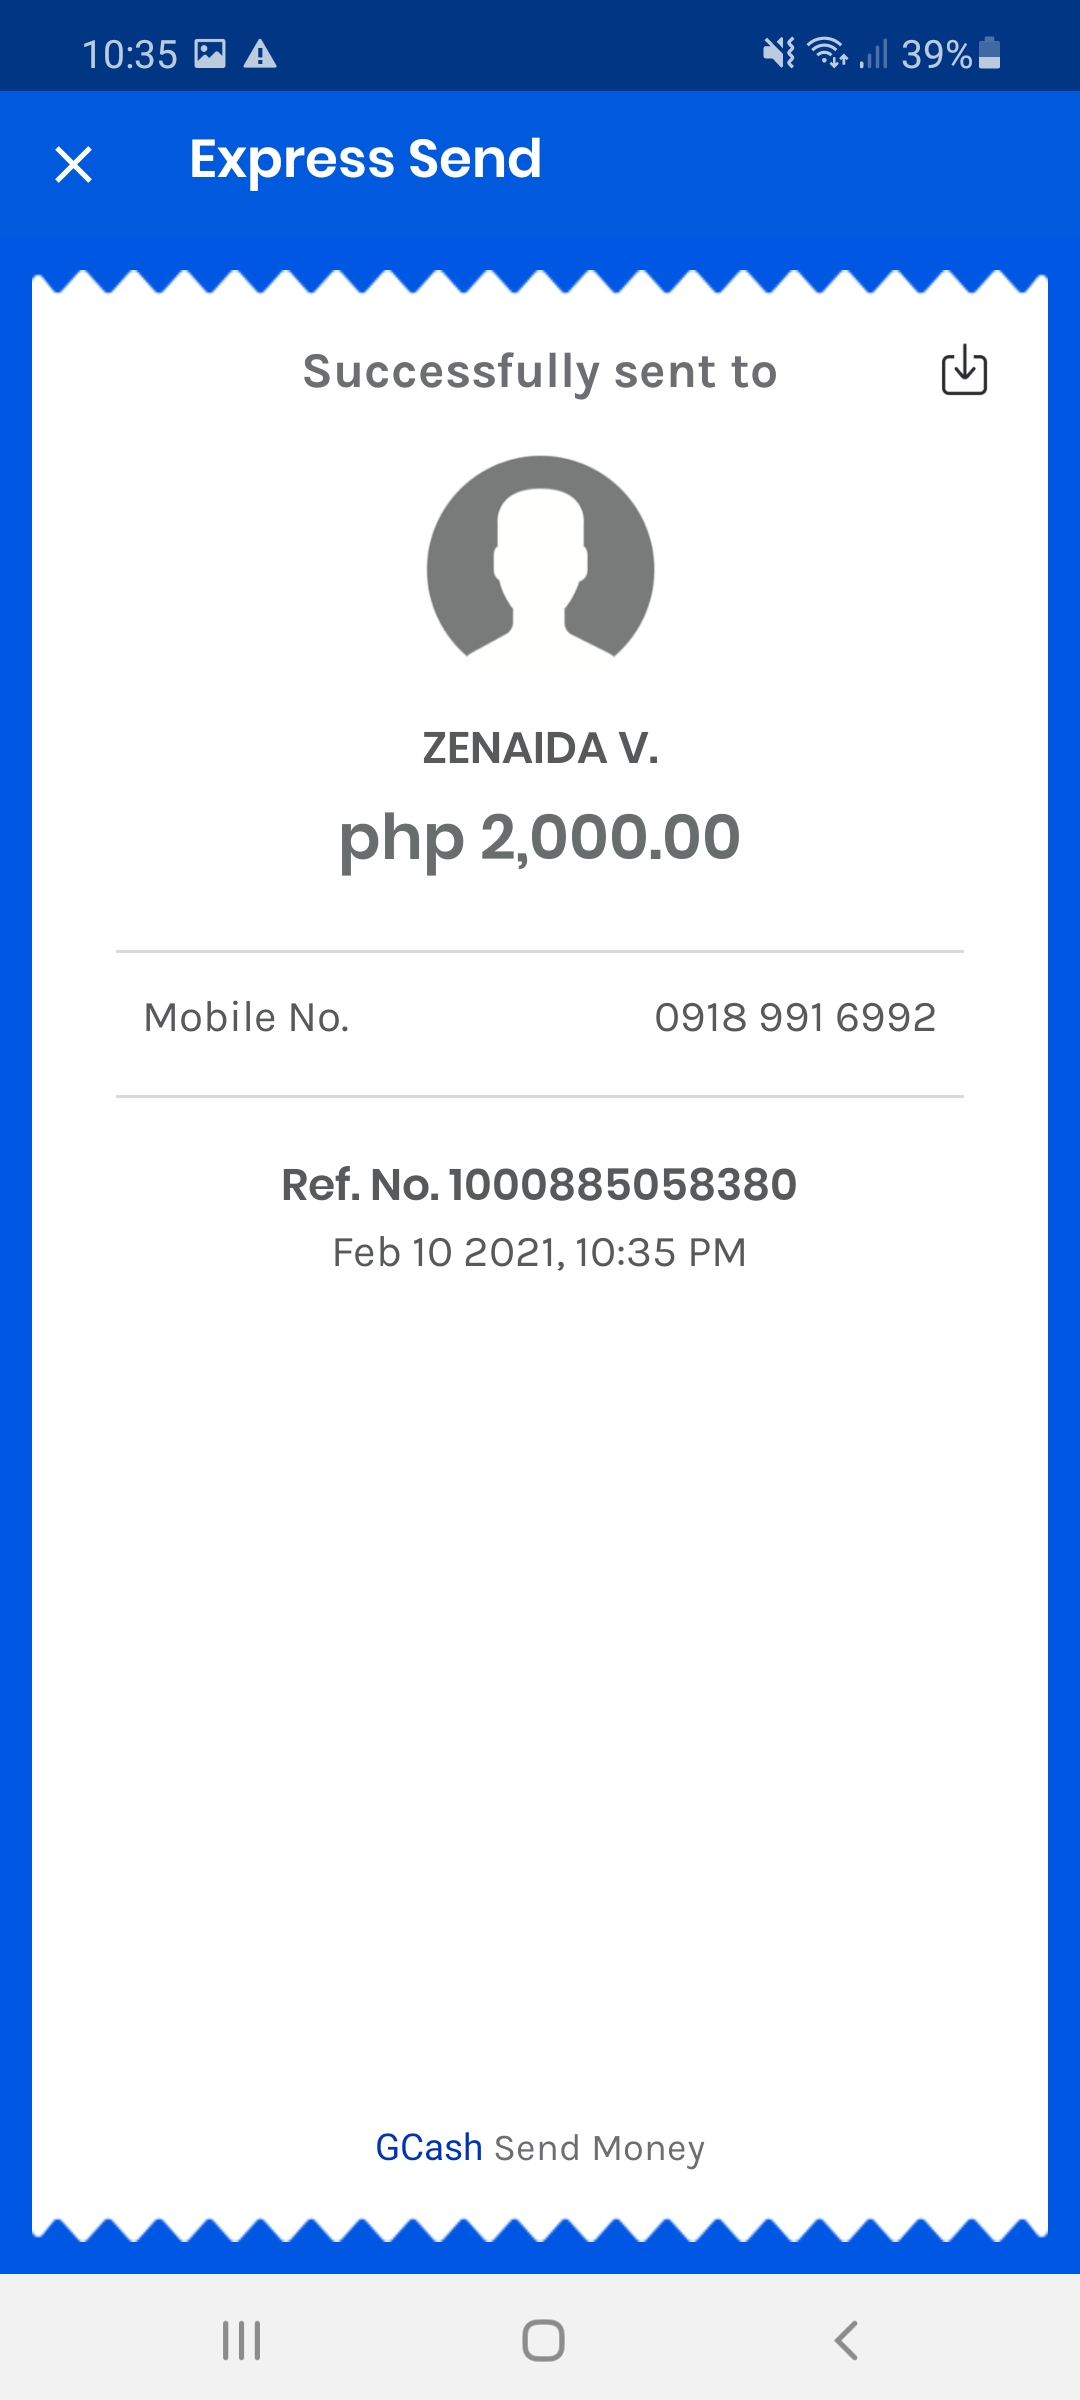 10:35 39%
Express Send
Successfully sent to
ZENAIDA V.
php 2,000.00
Mobile No. 0918 991 6992
Ref. No. 1000885058380
Feb 10 2021, 10:35 PM
GCash Send Money